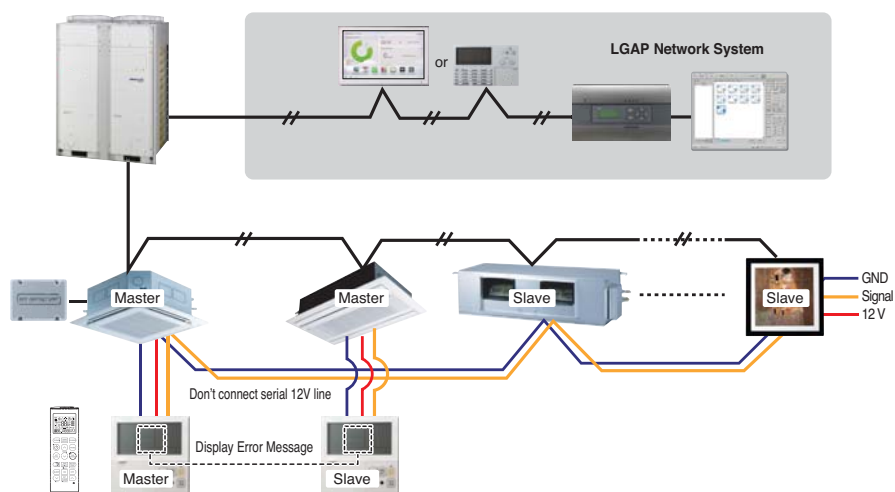 LGAP Network System
or
Master
Master
Slave
Slave
GND
Signal
12 V
Don't connect serial 12V line
Display Error Message
Master
Slave